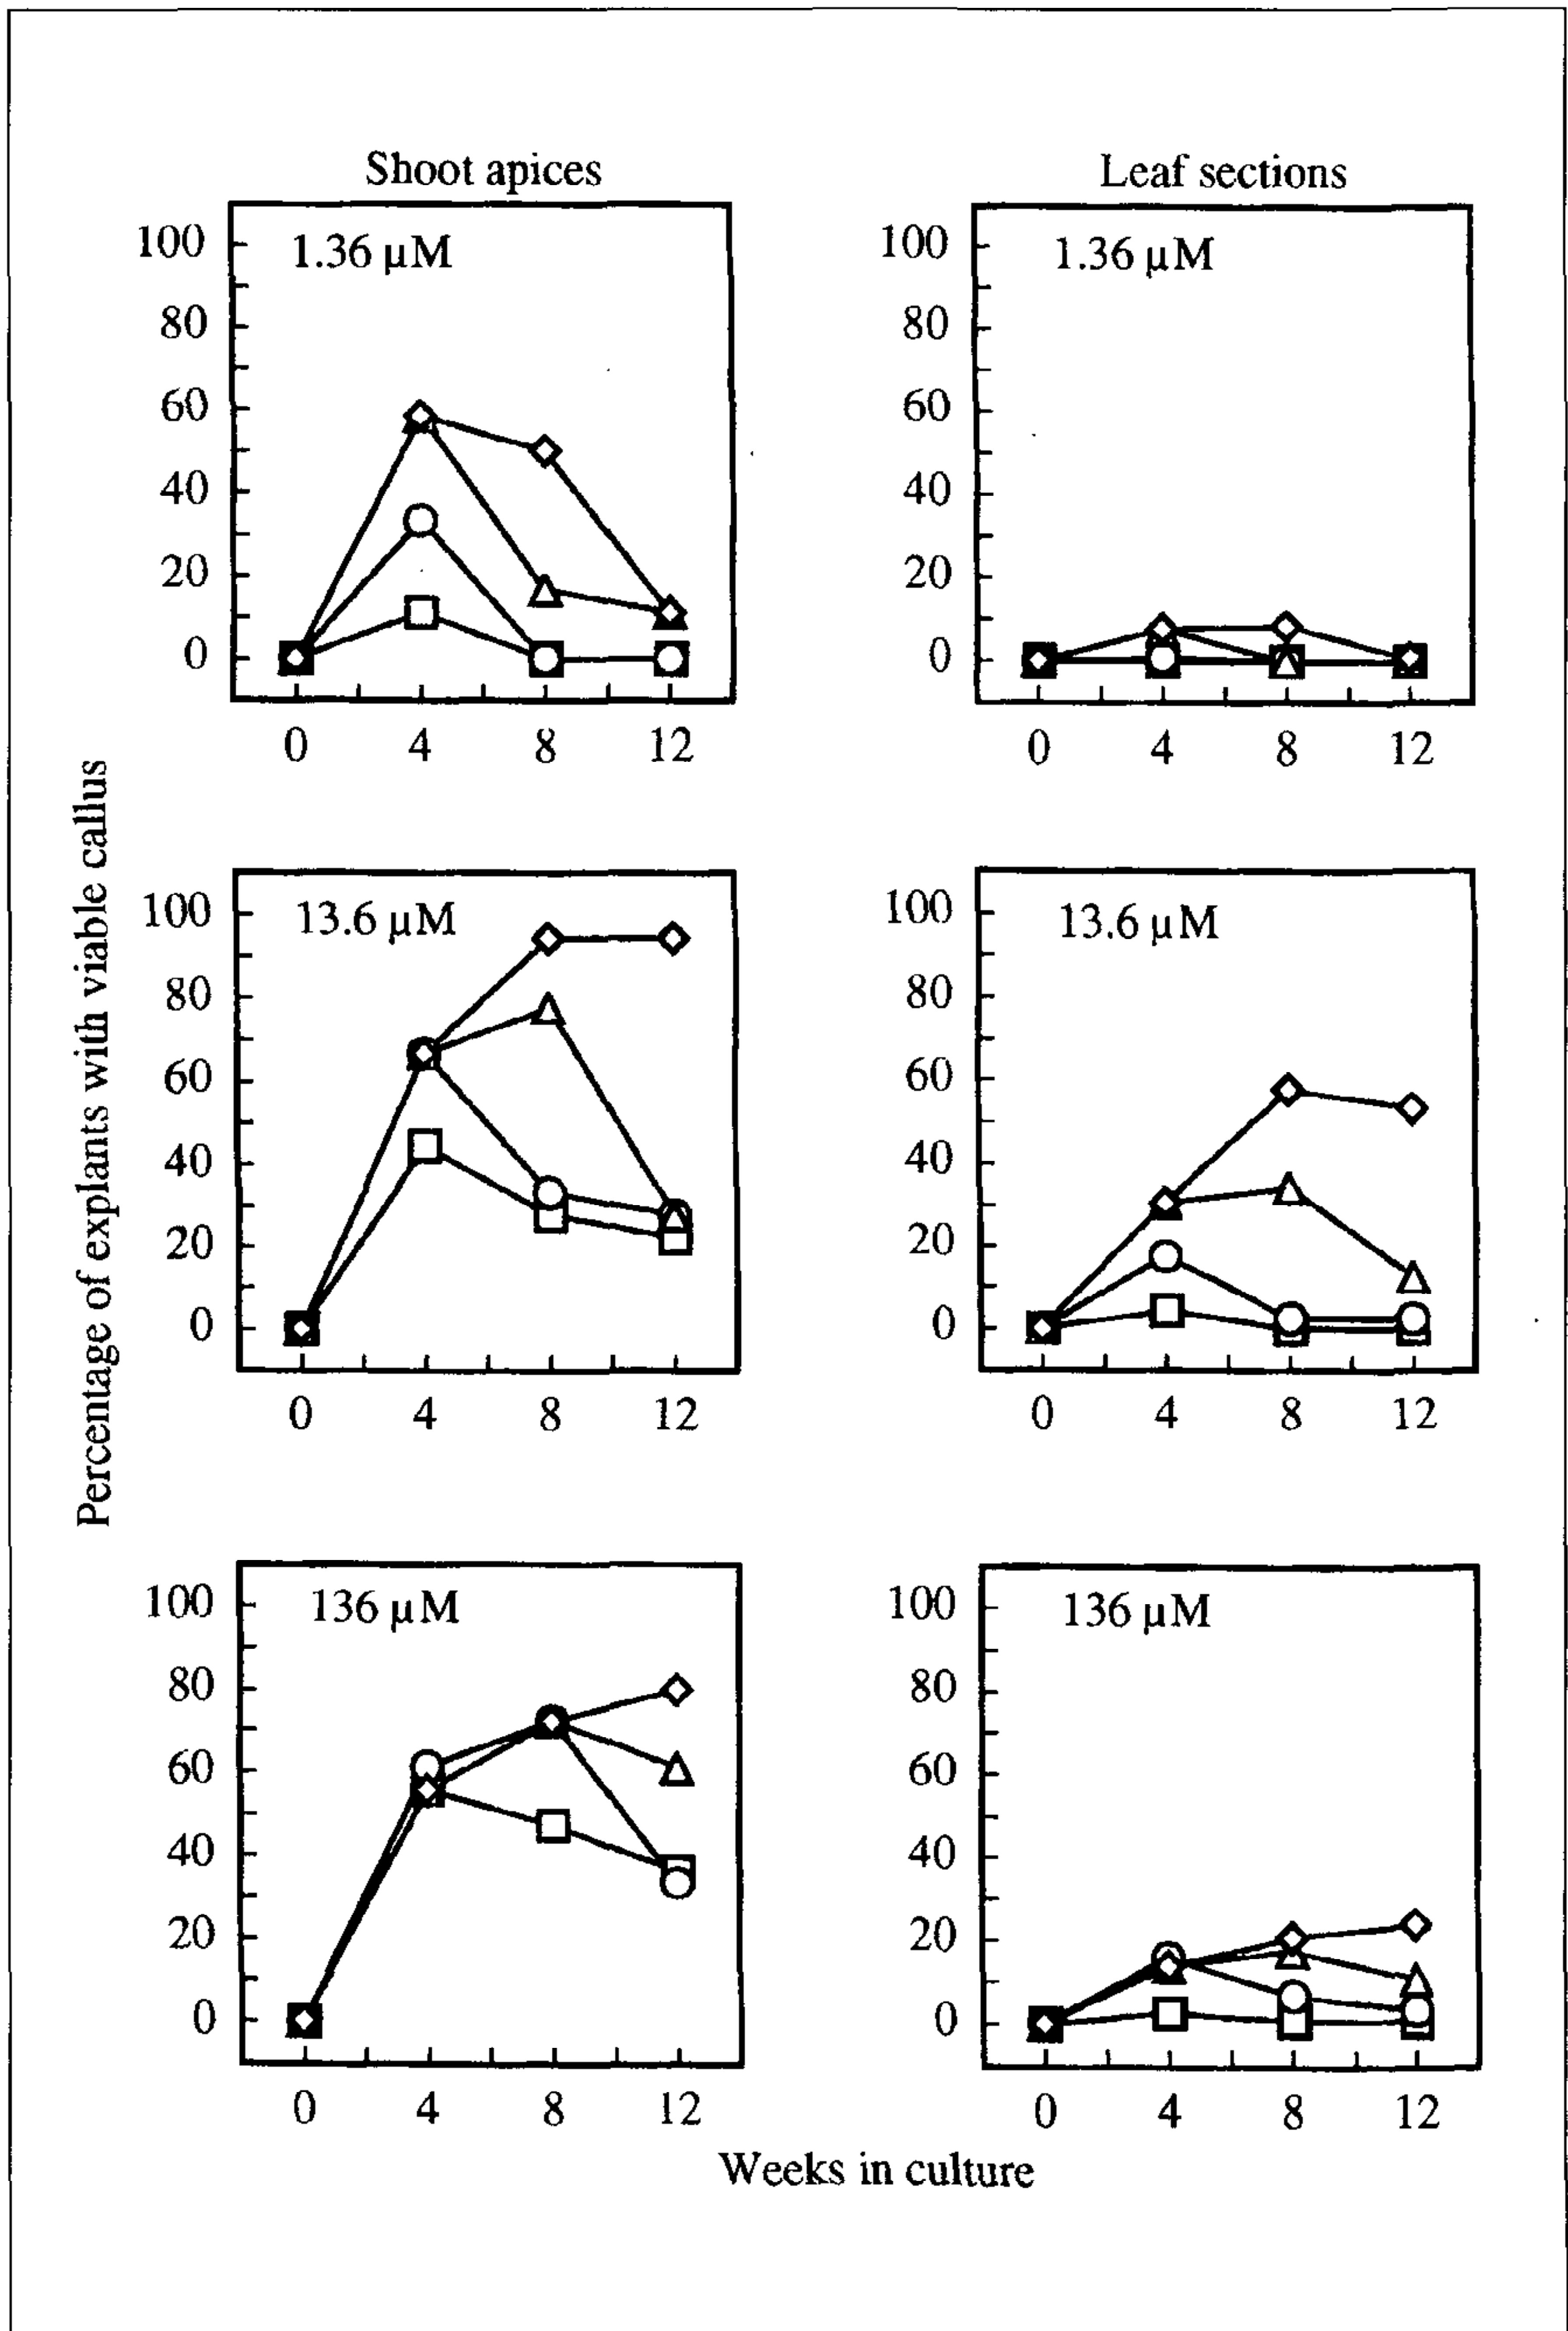 Shoot apices
Leaf sections
Percentage of explants with viable callus
1.36 µM
100
80
60
40
20
0
0 4 8 12
1.36 µM
100
80
60
40
20
0
0 4 8 12
13.6 µM
100
80
60
40
20
0
0 4 8 12
13.6 µM
100
80
60
40
20
0
0 4 8 12
136 µM
100
80
60
40
20
0
0 4 8 12
136 µM
100
80
60
40
20
0
0 4 8 12
Weeks in culture